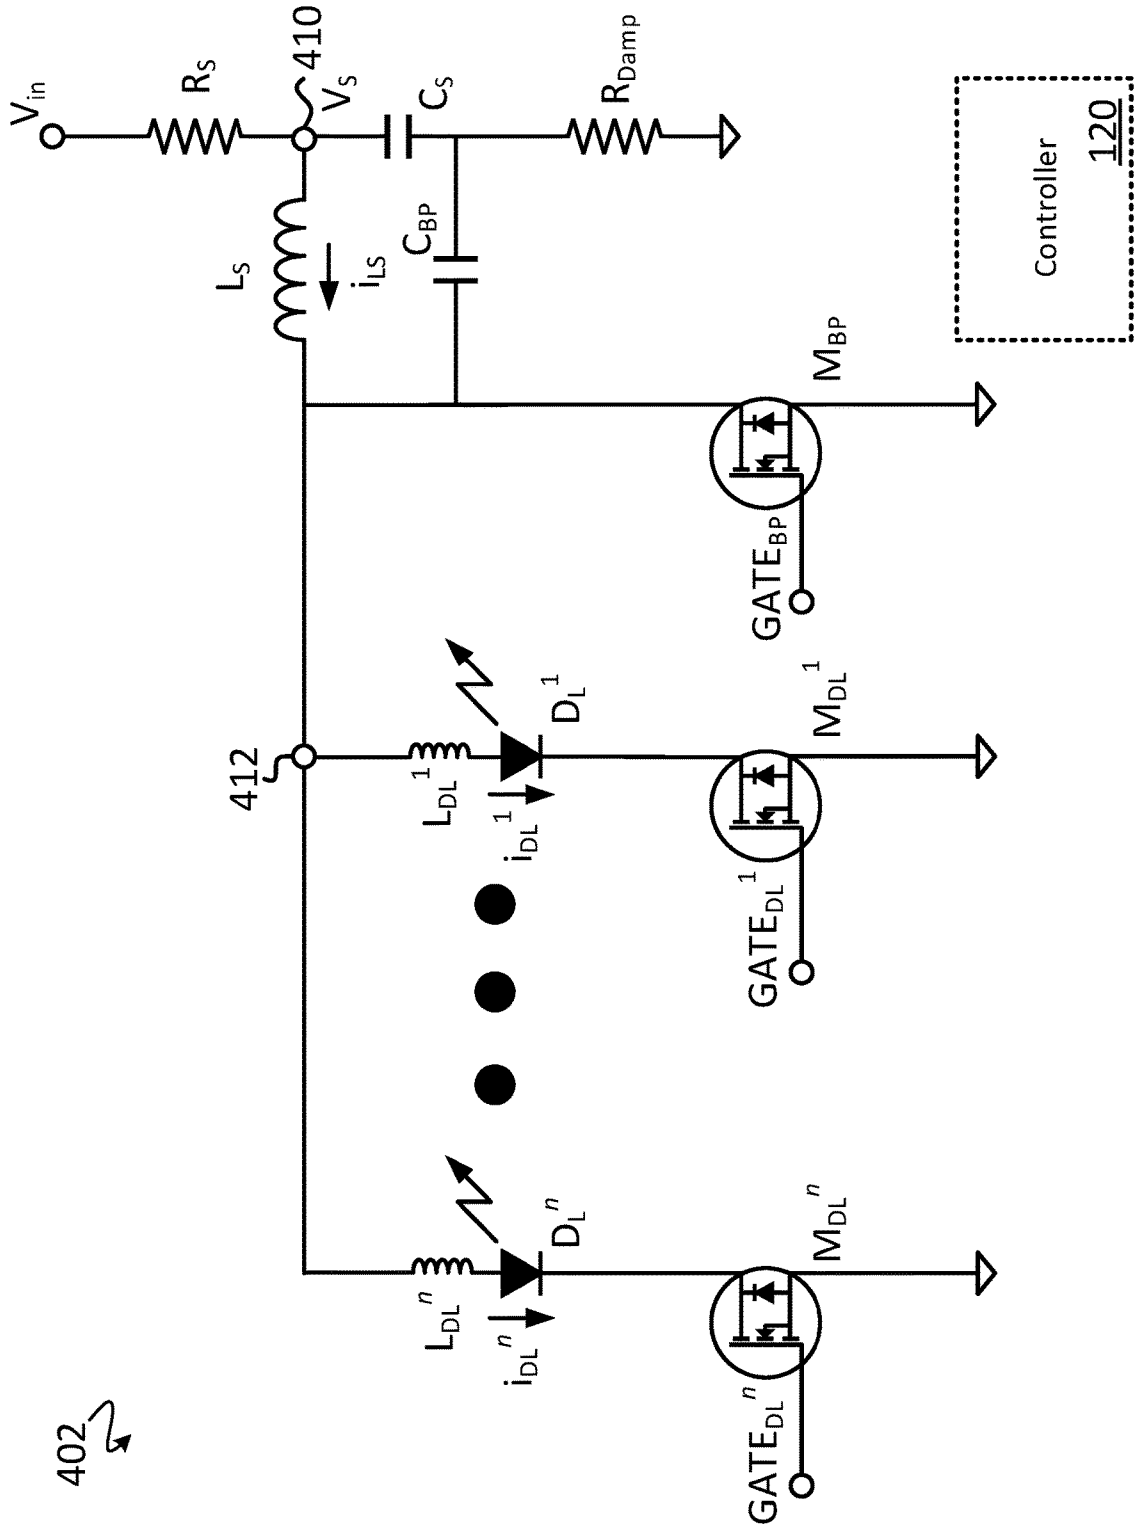 402
V_in
R_S
410
V_S
C_S
R_Damp
L_S
i_LS
C_BP
412
L_DL^1
i_DL^1
D_L^1
L_DL^n
i_DL^n
D_L^n
GATE_BP
M_BP
GATE_DL^1
M_DL^1
GATE_DL^n
M_DL^n
Controller
120